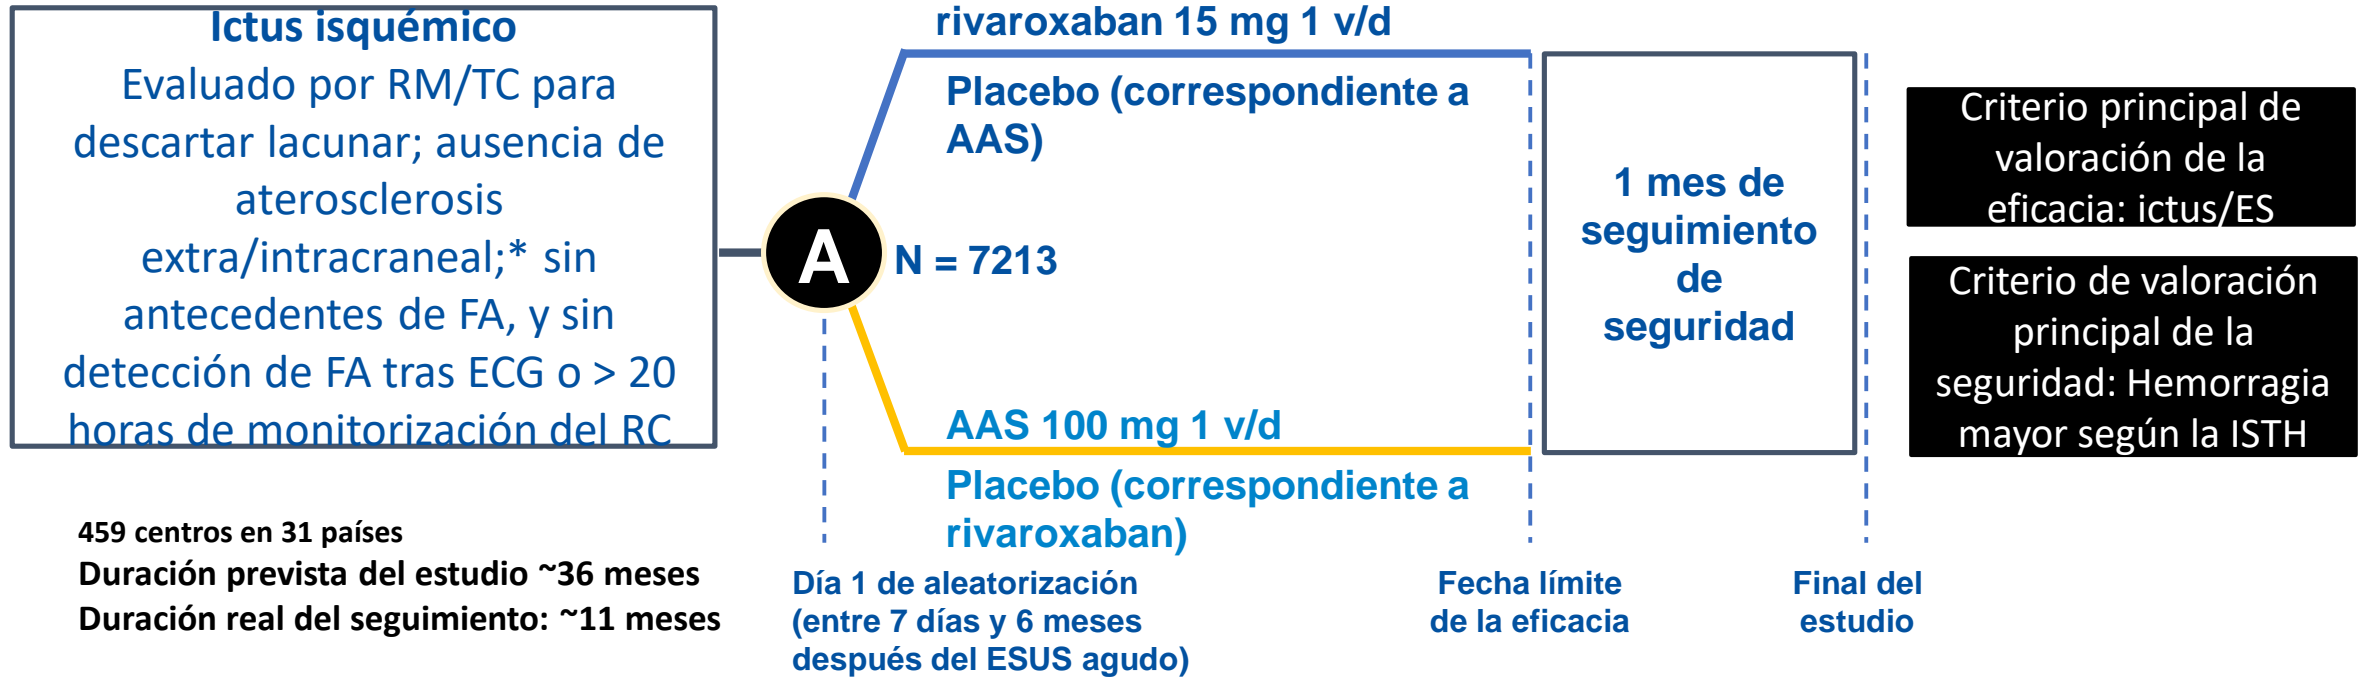 Ictus isquémico
Evaluado por RM/TC para
descartar lacunar; ausencia de
aterosclerosis
extra/intracraneal;* sin
antecedentes de FA, y sin
detección de FA tras ECG o > 20
horas de monitorización del RC
459 centros en 31 países
Duración prevista del estudio ~36 meses
Duración real del seguimiento: ~11 meses
A
N = 7213
rivaroxaban 15 mg 1 v/d
Placebo (correspondiente a
AAS)
AAS 100 mg 1 v/d
Placebo (correspondiente a
rivaroxaban)
Día 1 de aleatorización
(entre 7 días y 6 meses
después del ESUS agudo)
1 mes de
seguimiento
de
seguridad
Fecha límite
de la eficacia
Final del
estudio
Criterio principal de
valoración de la
eficacia: ictus/ES
Criterio de valoración
principal de la
seguridad: Hemorragia
mayor según la ISTH